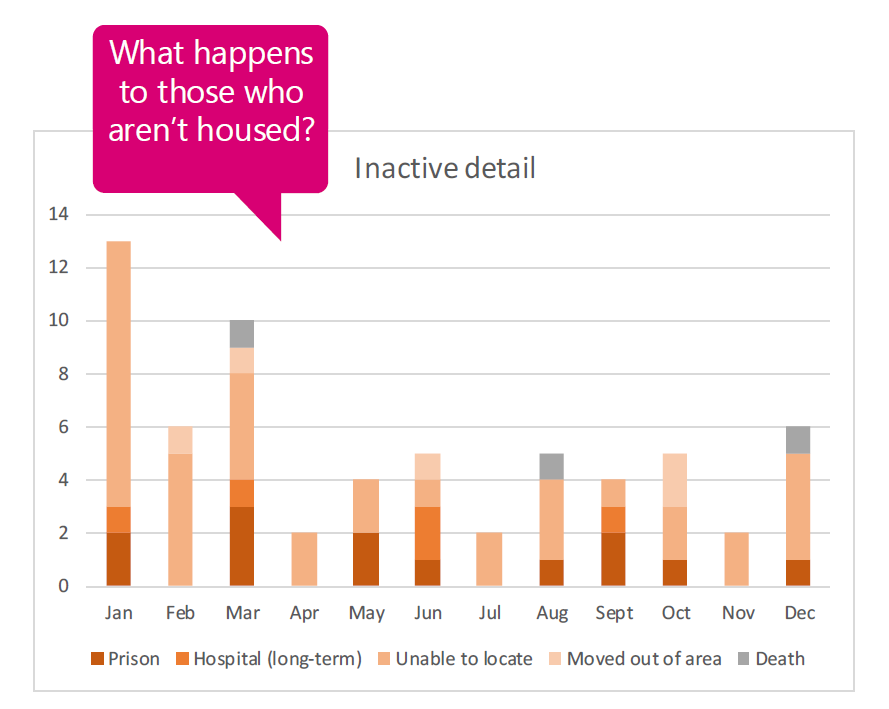 What happens
to those who
aren’t housed?
Inactive detail
14
12
10
8
6
4
2
0
Jan Feb Mar Apr May Jun Jul Aug Sept Oct Nov Dec
Prison Hospital (long-term) Unable to locate Moved out of area Death